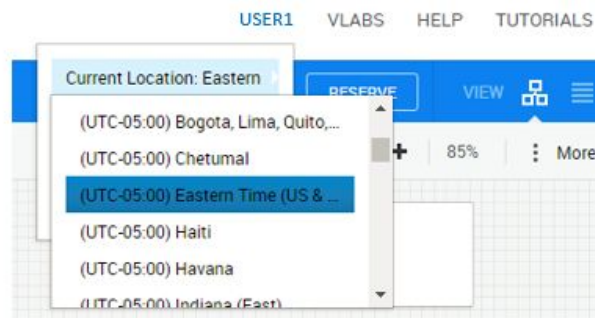 USER1 VLABS HELP TUTORIALS
Current Location: Eastern
RESERVE VIEW
(UTC-05:00) Bogota, Lima, Quito,...
(UTC-05:00) Chetumal
85% More
(UTC-05:00) Eastern Time (US & ...
(UTC-05:00) Haiti
(UTC-05:00) Havana
(UTC-05:00) Indiana (East)